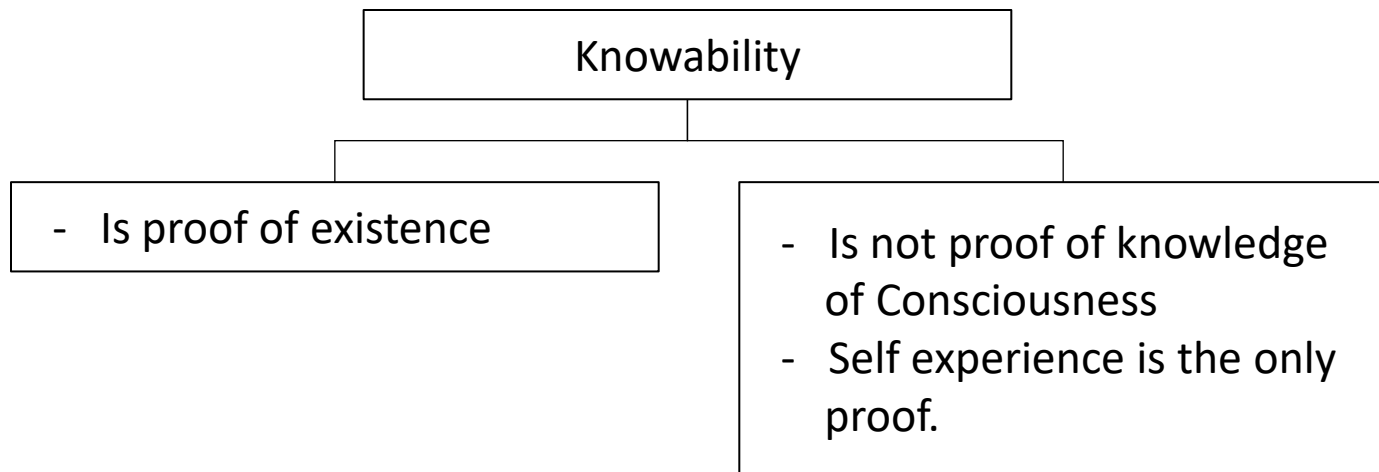 Knowability
- Is proof of existence
- Is not proof of knowledge
of Consciousness
- Self experience is the only
proof.